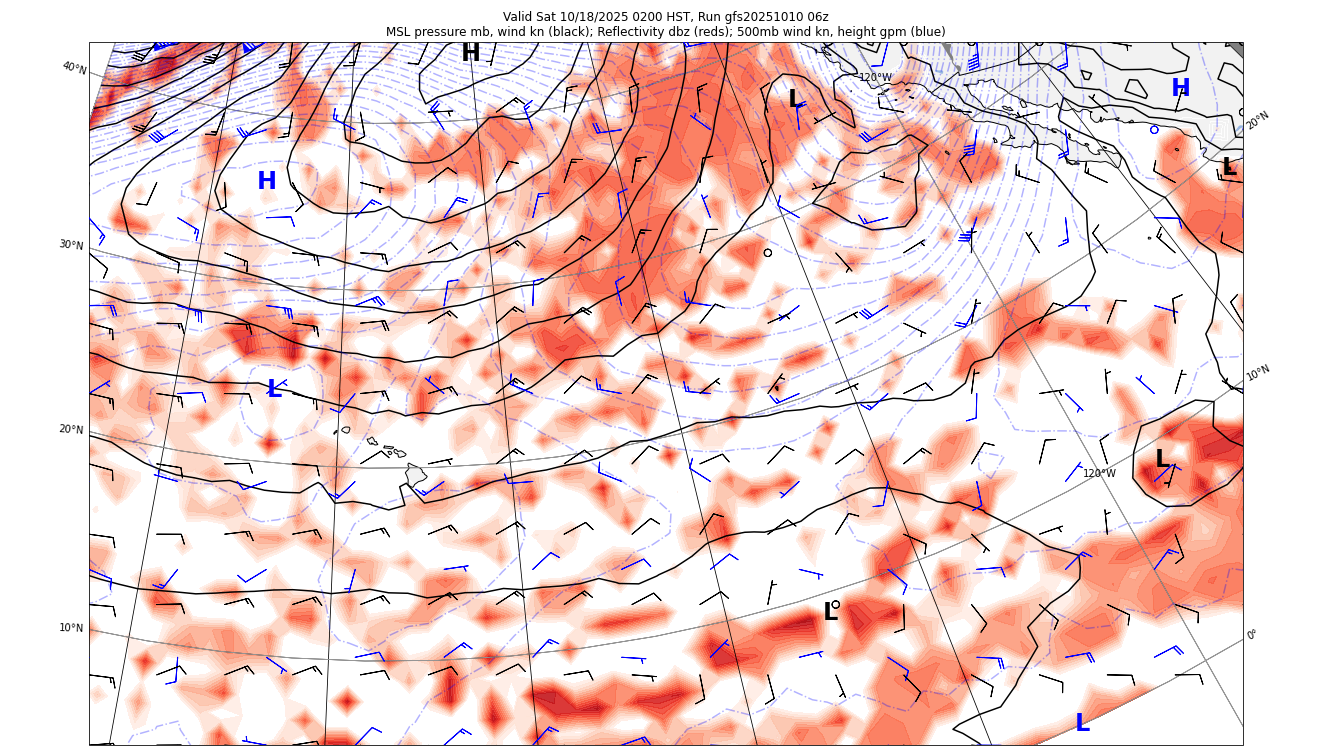 Valid Sat 10/18/2025 0200 HST, Run gfs20251010 06z
MSL pressure mb, wind kn (black); Reflectivity dbz (reds); 500mb wind kn, height gpm (blue)
H
40°N
120°W
H
L
20°N
L
H
30°N
10°N
L
20°N
L
120°W
L
10°N
0°
L